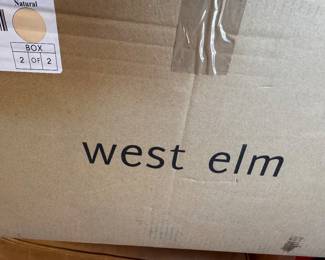 Natural
BOX
2 OF 2
west elm